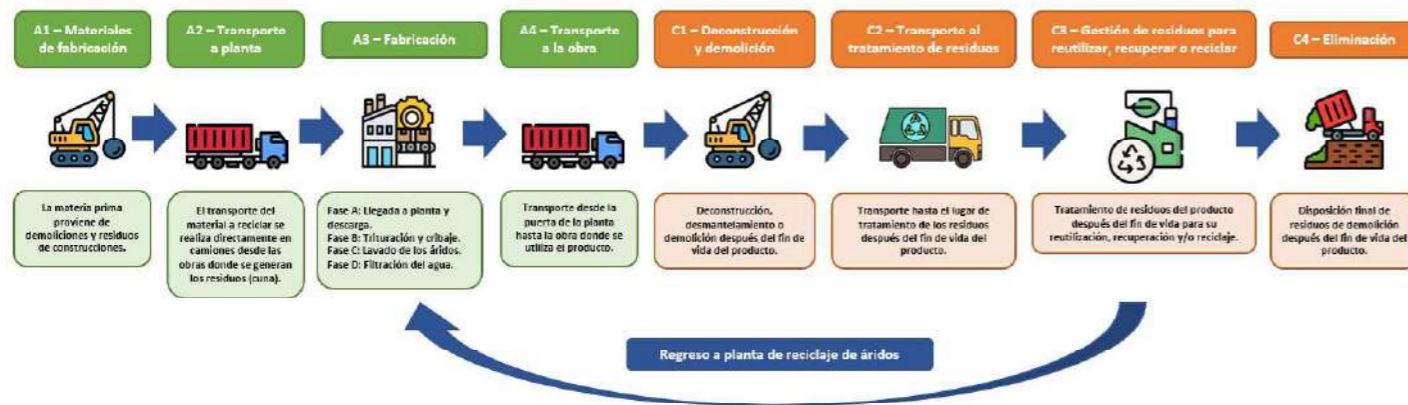 A1 – Materiales
de fabricación
A2 – Transporte
a planta
A3 – Fabricación
A4 – Transporte
a la obra
C1 – Deconstrucción
y demolición
C2 – Transporte al
tratamiento de residuos
C3 – Gestión de residuos para
reutilizar, recuperar o reciclar
C4 – Eliminación
La materia prima
proviene de
demoliciones y residuos
de construcciones.
El transporte del
material a reciclar se
realiza directamente en
camiones desde las
obras donde se generan
los residuos (cuna).
Fase A: Llegada a planta y
descarga.
Fase B: Trituración y cribaje.
Fase C: Lavado de los áridos.
Fase D: Filtración del agua.
Transporte desde la
puerta de la planta
hasta la obra donde se
utiliza el producto.
Deconstrucción,
desmantelamiento o
demolición después del fin de
vida del producto.
Transporte hasta el lugar de
tratamiento de los residuos
después del fin de vida del
producto.
Tratamiento de residuos del producto
después del fin de vida para su
reutilización, recuperación y/o reciclaje.
Disposición final de
residuos de demolición
después del fin de vida del
producto.
Regreso a planta de reciclaje de áridos